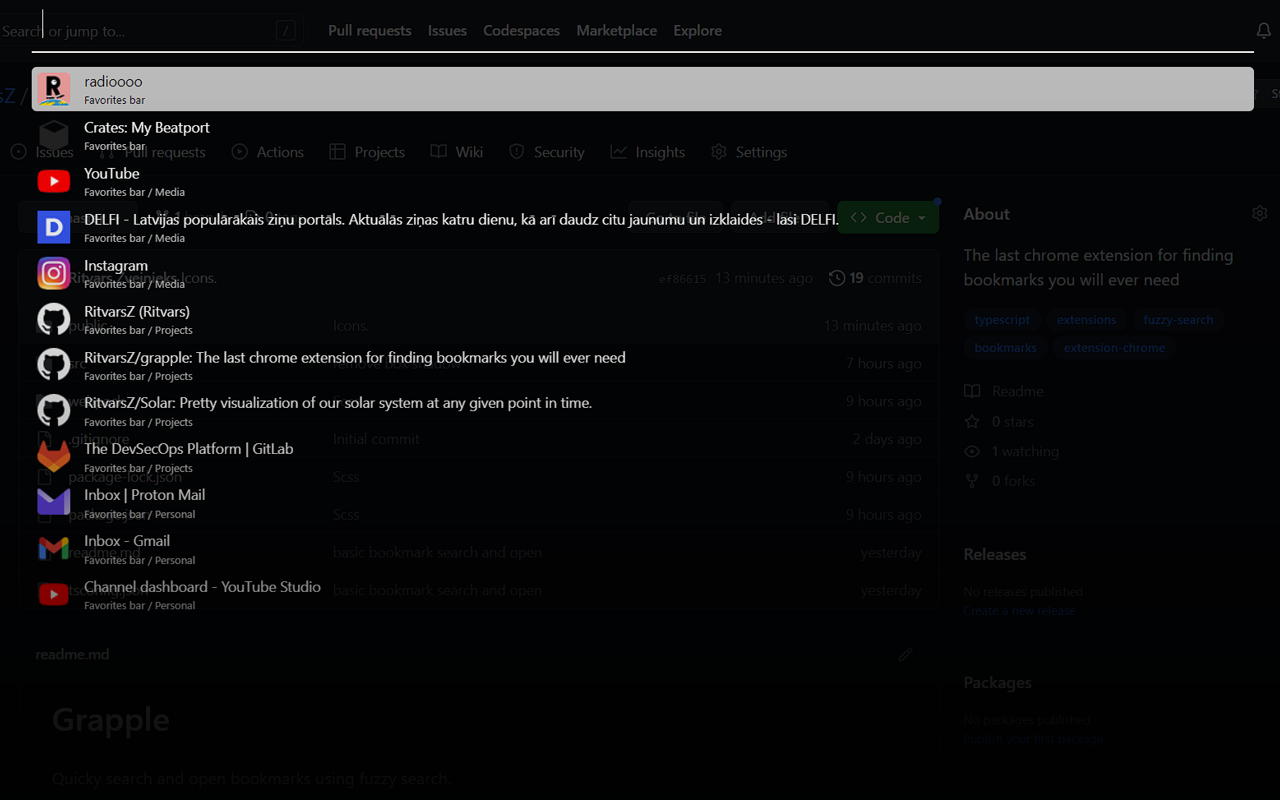 Search or jump to...
/
Pull requests
Issues
Codespaces
Marketplace
Explore
radioooo
Favorites bar
sZ /
Crates: My Beatport
Favorites bar
Issues
Pull requests
Actions
Projects
Wiki
Security
Insights
Settings
YouTube
Favorites bar / Media
DELFI - Latvijas populārākais ziņu portāls. Aktuālās ziņas katru dienu, kā arī daudz citu jaunumu un izklaides - lasi DELFI.
Favorites bar / Media
Code
About
The last chrome extension for finding
bookmarks you will ever need
Instagram
Favorites bar / Media
Ritvars Zveinieks Icons.
ef86615
13 minutes ago
19 commits
RitvarsZ (Ritvars)
Favorites bar / Projects
public
Icons.
13 minutes ago
typescript
extensions
fuzzy-search
bookmarks
extension-chrome
RitvarsZ/grapple: The last chrome extension for finding bookmarks you will ever need
Favorites bar / Projects
src
remove box shadow
7 hours ago
Readme
RitvarsZ/Solar: Pretty visualization of our solar system at any given point in time.
Favorites bar / Projects
9 hours ago
0 stars
.gitignore
Initial commit
2 days ago
The DevSecOps Platform | GitLab
Favorites bar / Projects
1 watching
package-lock.json
Scss
9 hours ago
0 forks
Inbox | Proton Mail
Favorites bar / Personal
Scss
9 hours ago
Inbox - Gmail
Favorites bar / Personal
readme.md
basic bookmark search and open
yesterday
Releases
Channel dashboard - YouTube Studio
Favorites bar / Personal
tsconfig.json
basic bookmark search and open
yesterday
No releases published
Create a new release
readme.md
Packages
Grapple
No packages published
Publish your first package
Quicky search and open bookmarks using fuzzy search.